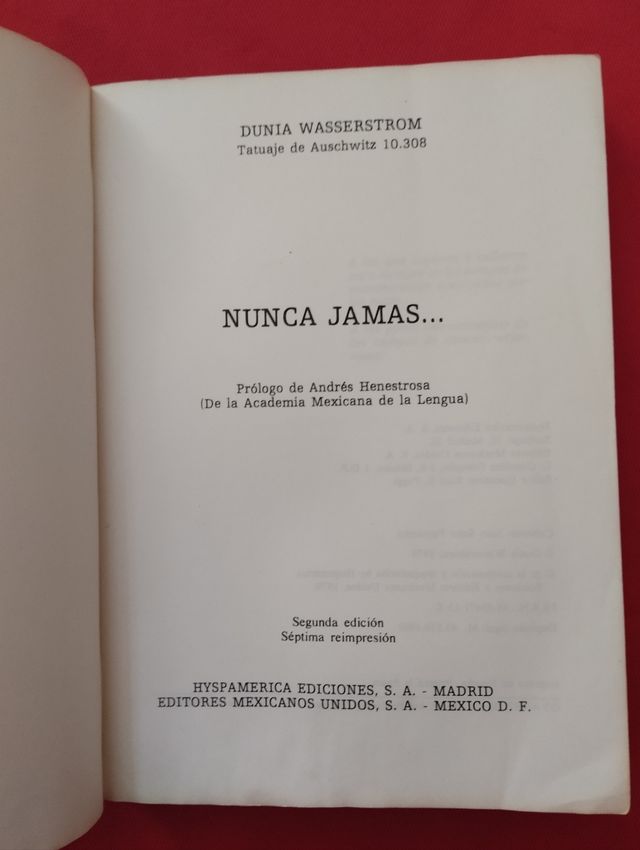 DUNIA WASSERSTROM
Tatuaje de Auschwitz 10.308
NUNCA JAMAS...
Prólogo de Andrés Henestrosa
(De la Academia Mexicana de la Lengua)
Segunda edición
Séptima reimpresión
HYSPAMERICA EDICIONES, S. A. - MADRID
EDITORES MEXICANOS UNIDOS, S. A. - MEXICO D. F.